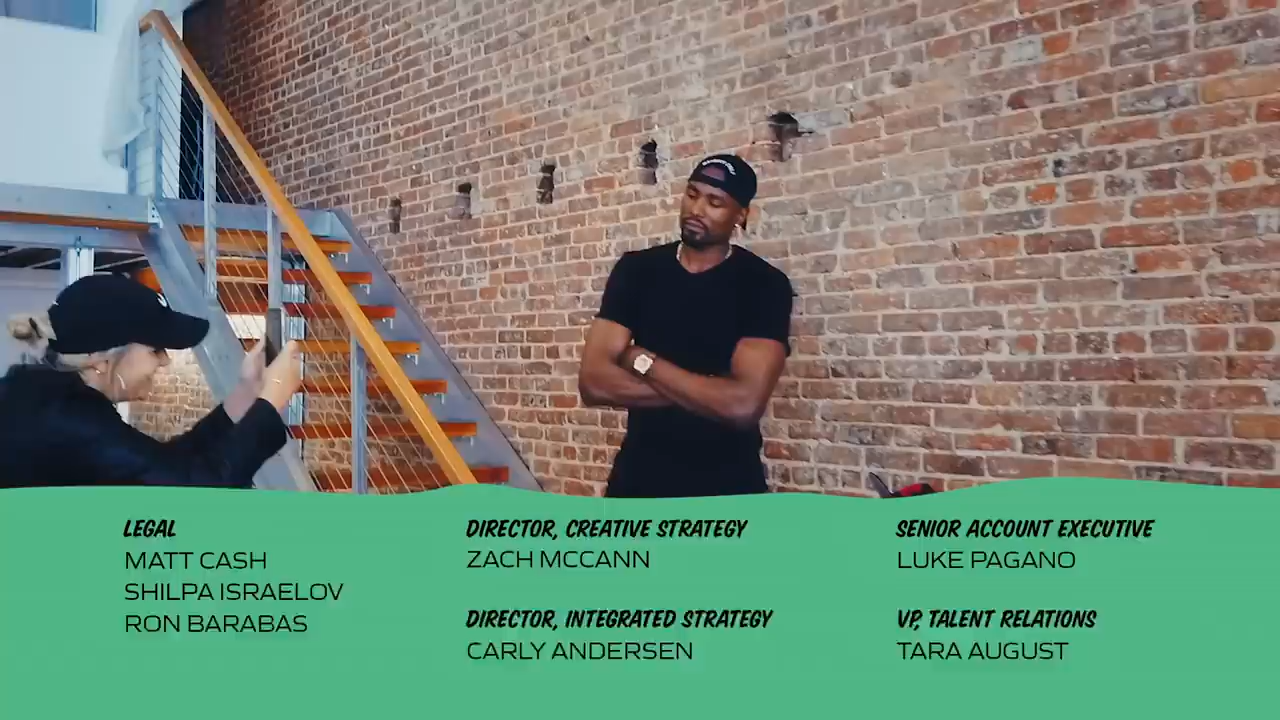 LEGAL
MATT CASH
SHILPA ISRAELOV
RON BARABAS
DIRECTOR, CREATIVE STRATEGY
ZACH MCCANN
DIRECTOR, INTEGRATED STRATEGY
CARLY ANDERSEN
SENIOR ACCOUNT EXECUTIVE
LUKE PAGANO
VP, TALENT RELATIONS
TARA AUGUST